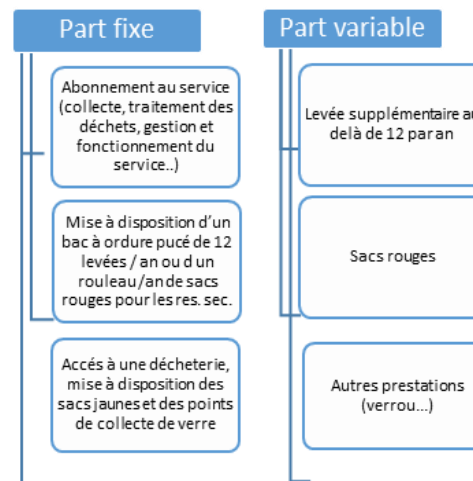 Part fixe
Abonnement au service
(collecte, traitement des
déchets, gestion et
fonctionnement du
service..)
Mise à disposition d'un
bac à ordure pucé de 12
levées / an ou d un
rouleau /an de sacs
rouges pour les res. sec.
Accés à une décheterie,
mise à disposition des
sacs jaunes et des points
de collecte de verre
Part variable
Levée supplémentaire au
delà de 12 par an
Sacs rouges
Autres prestations
(verrou...)